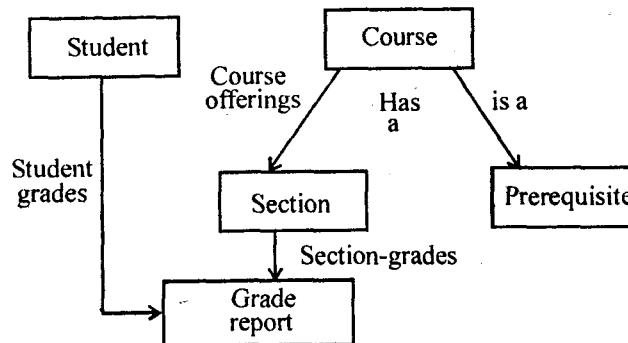 Student
Course
Course
offerings
Has
a
is a
Student
grades
Section
Prerequisite
Section-grades
Grade
report